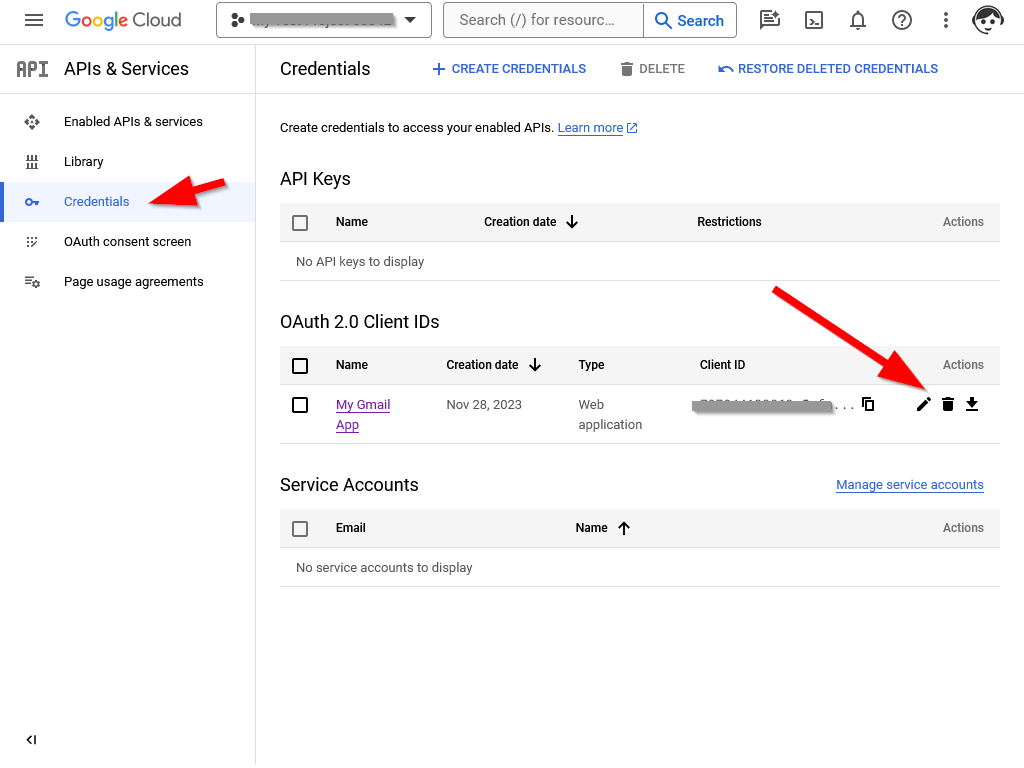 Google Cloud
Search (/) for resourc...
Search
API APIs & Services
Credentials
CREATE CREDENTIALS
DELETE
RESTORE DELETED CREDENTIALS
Enabled APIs & services
Library
Credentials
OAuth consent screen
Page usage agreements
Create credentials to access your enabled APIs. Learn more
API Keys
Name Creation date Restrictions Actions
No API keys to display
OAuth 2.0 Client IDs
Name Creation date Type Client ID Actions
My Gmail App
Nov 28, 2023
Web application
...
Service Accounts
Manage service accounts
Email Name Actions
No service accounts to display